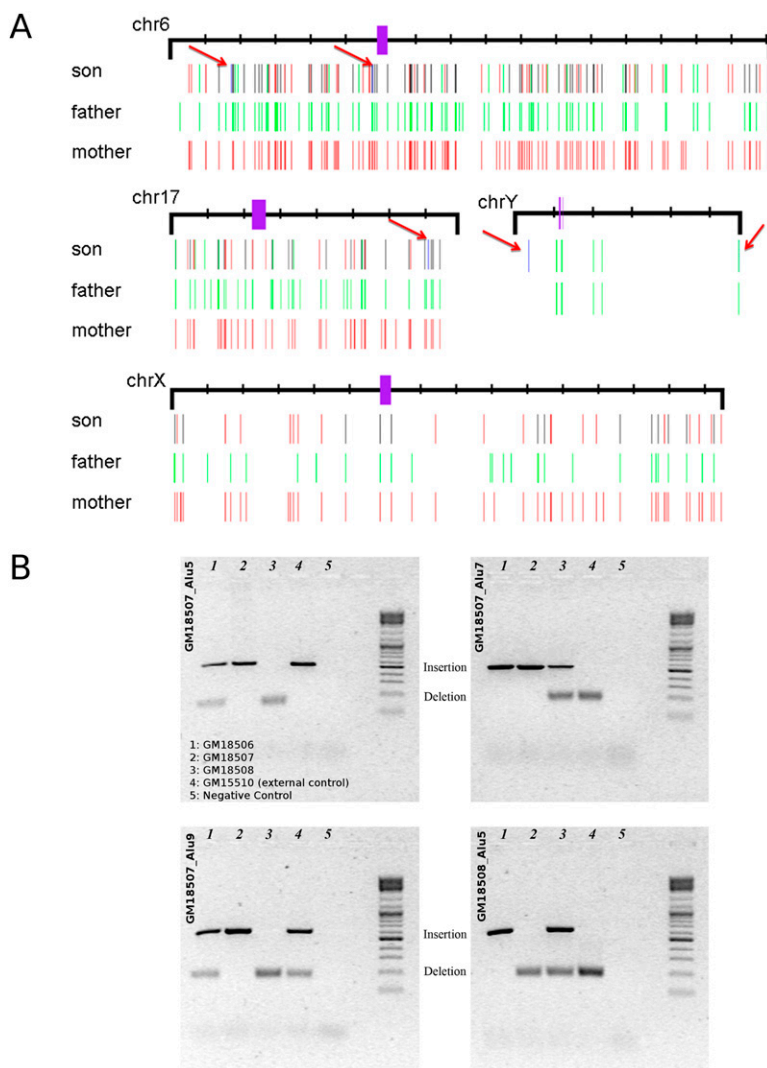 A
chr6
son
father
mother
chr17
chrY
son
father
mother
chrX
son
father
mother
B
GM18507_Alu5
1 2 3 4 5
1: GM18506
2: GM18507
3: GM18508
4: GM15510 (external control)
5: Negative Control
Insertion
Deletion
GM18507_Alu7
1 2 3 4 5
GM18507_Alu9
1 2 3 4 5
Insertion
Deletion
GM18508_Alu5
1 2 3 4 5